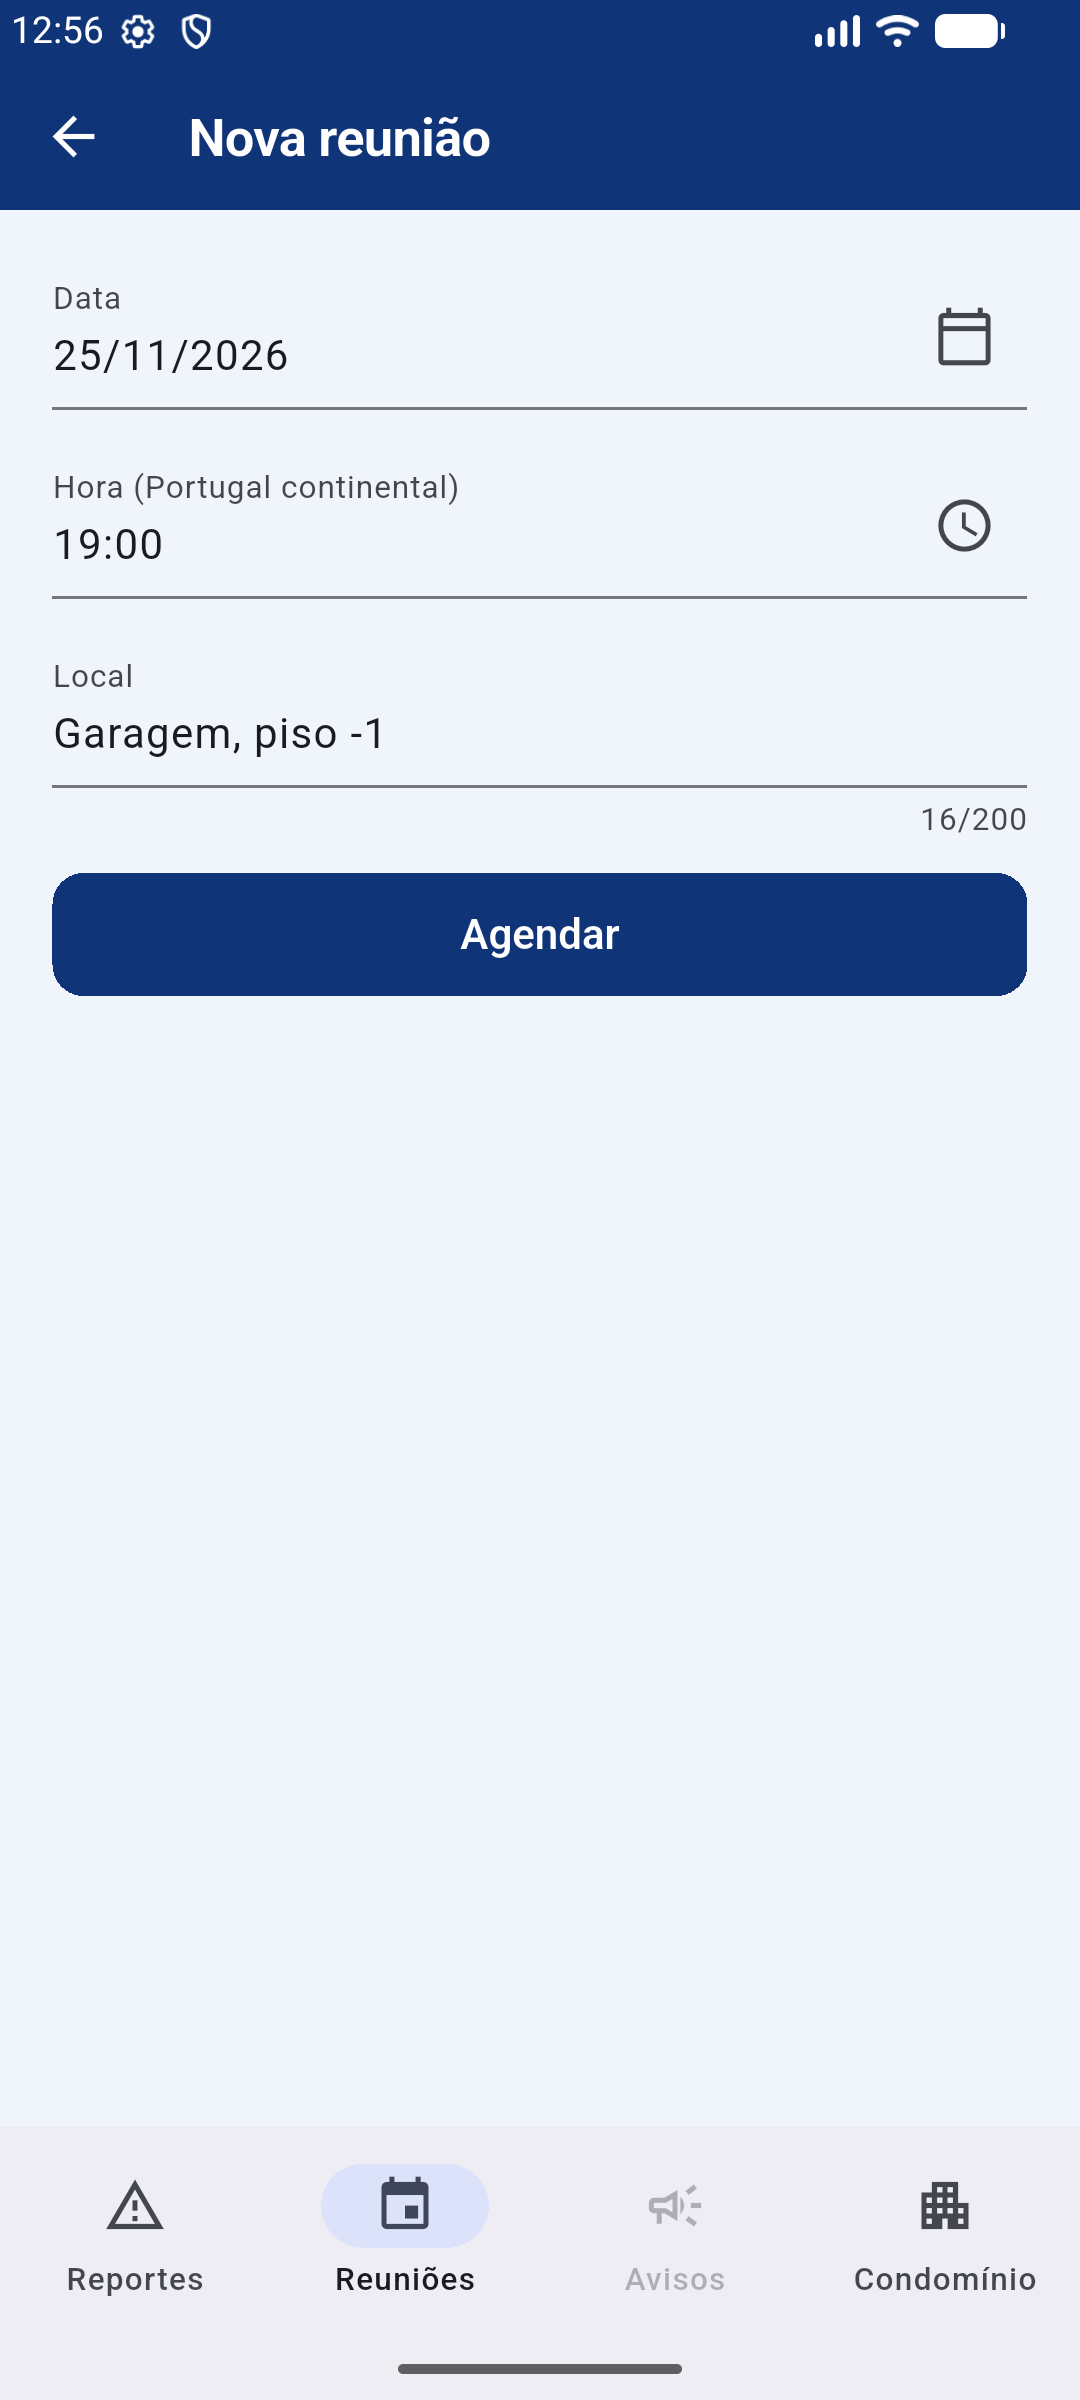 12:56
Nova reunião
Data
25/11/2026
Hora (Portugal continental)
19:00
Local
Garagem, piso -1
16/200
Agendar
Reportes
Reuniões
Avisos
Condomínio